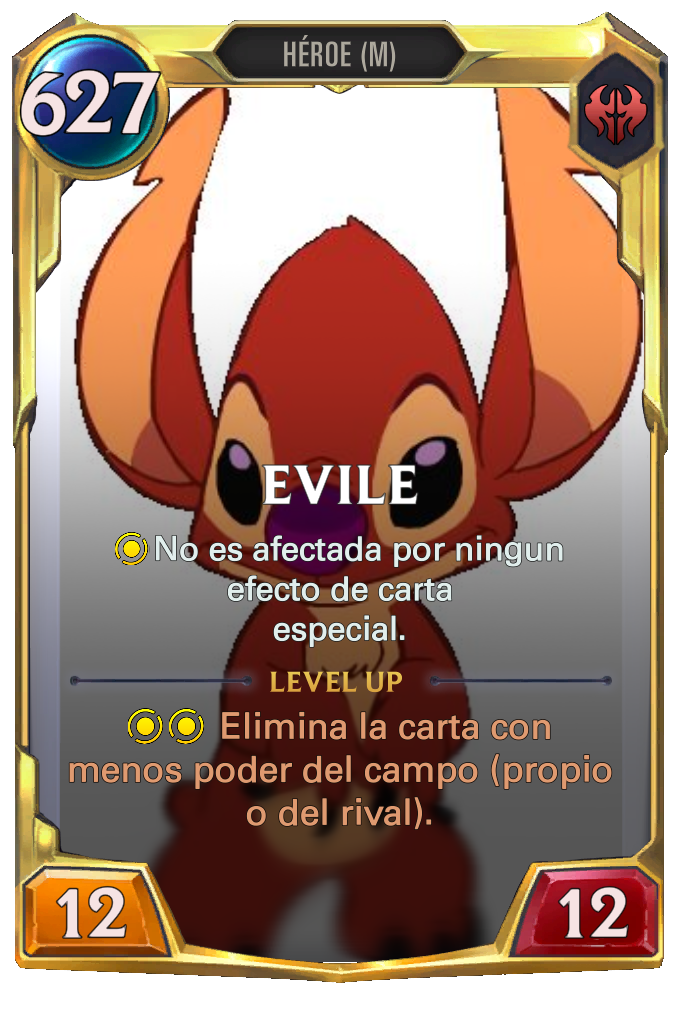 HÉROE (M)
627
EVILE
No es afectada por ningun
efecto de carta
especial.
LEVEL UP
Elimina la carta con
menos poder del campo (propio
o del rival).
12
12